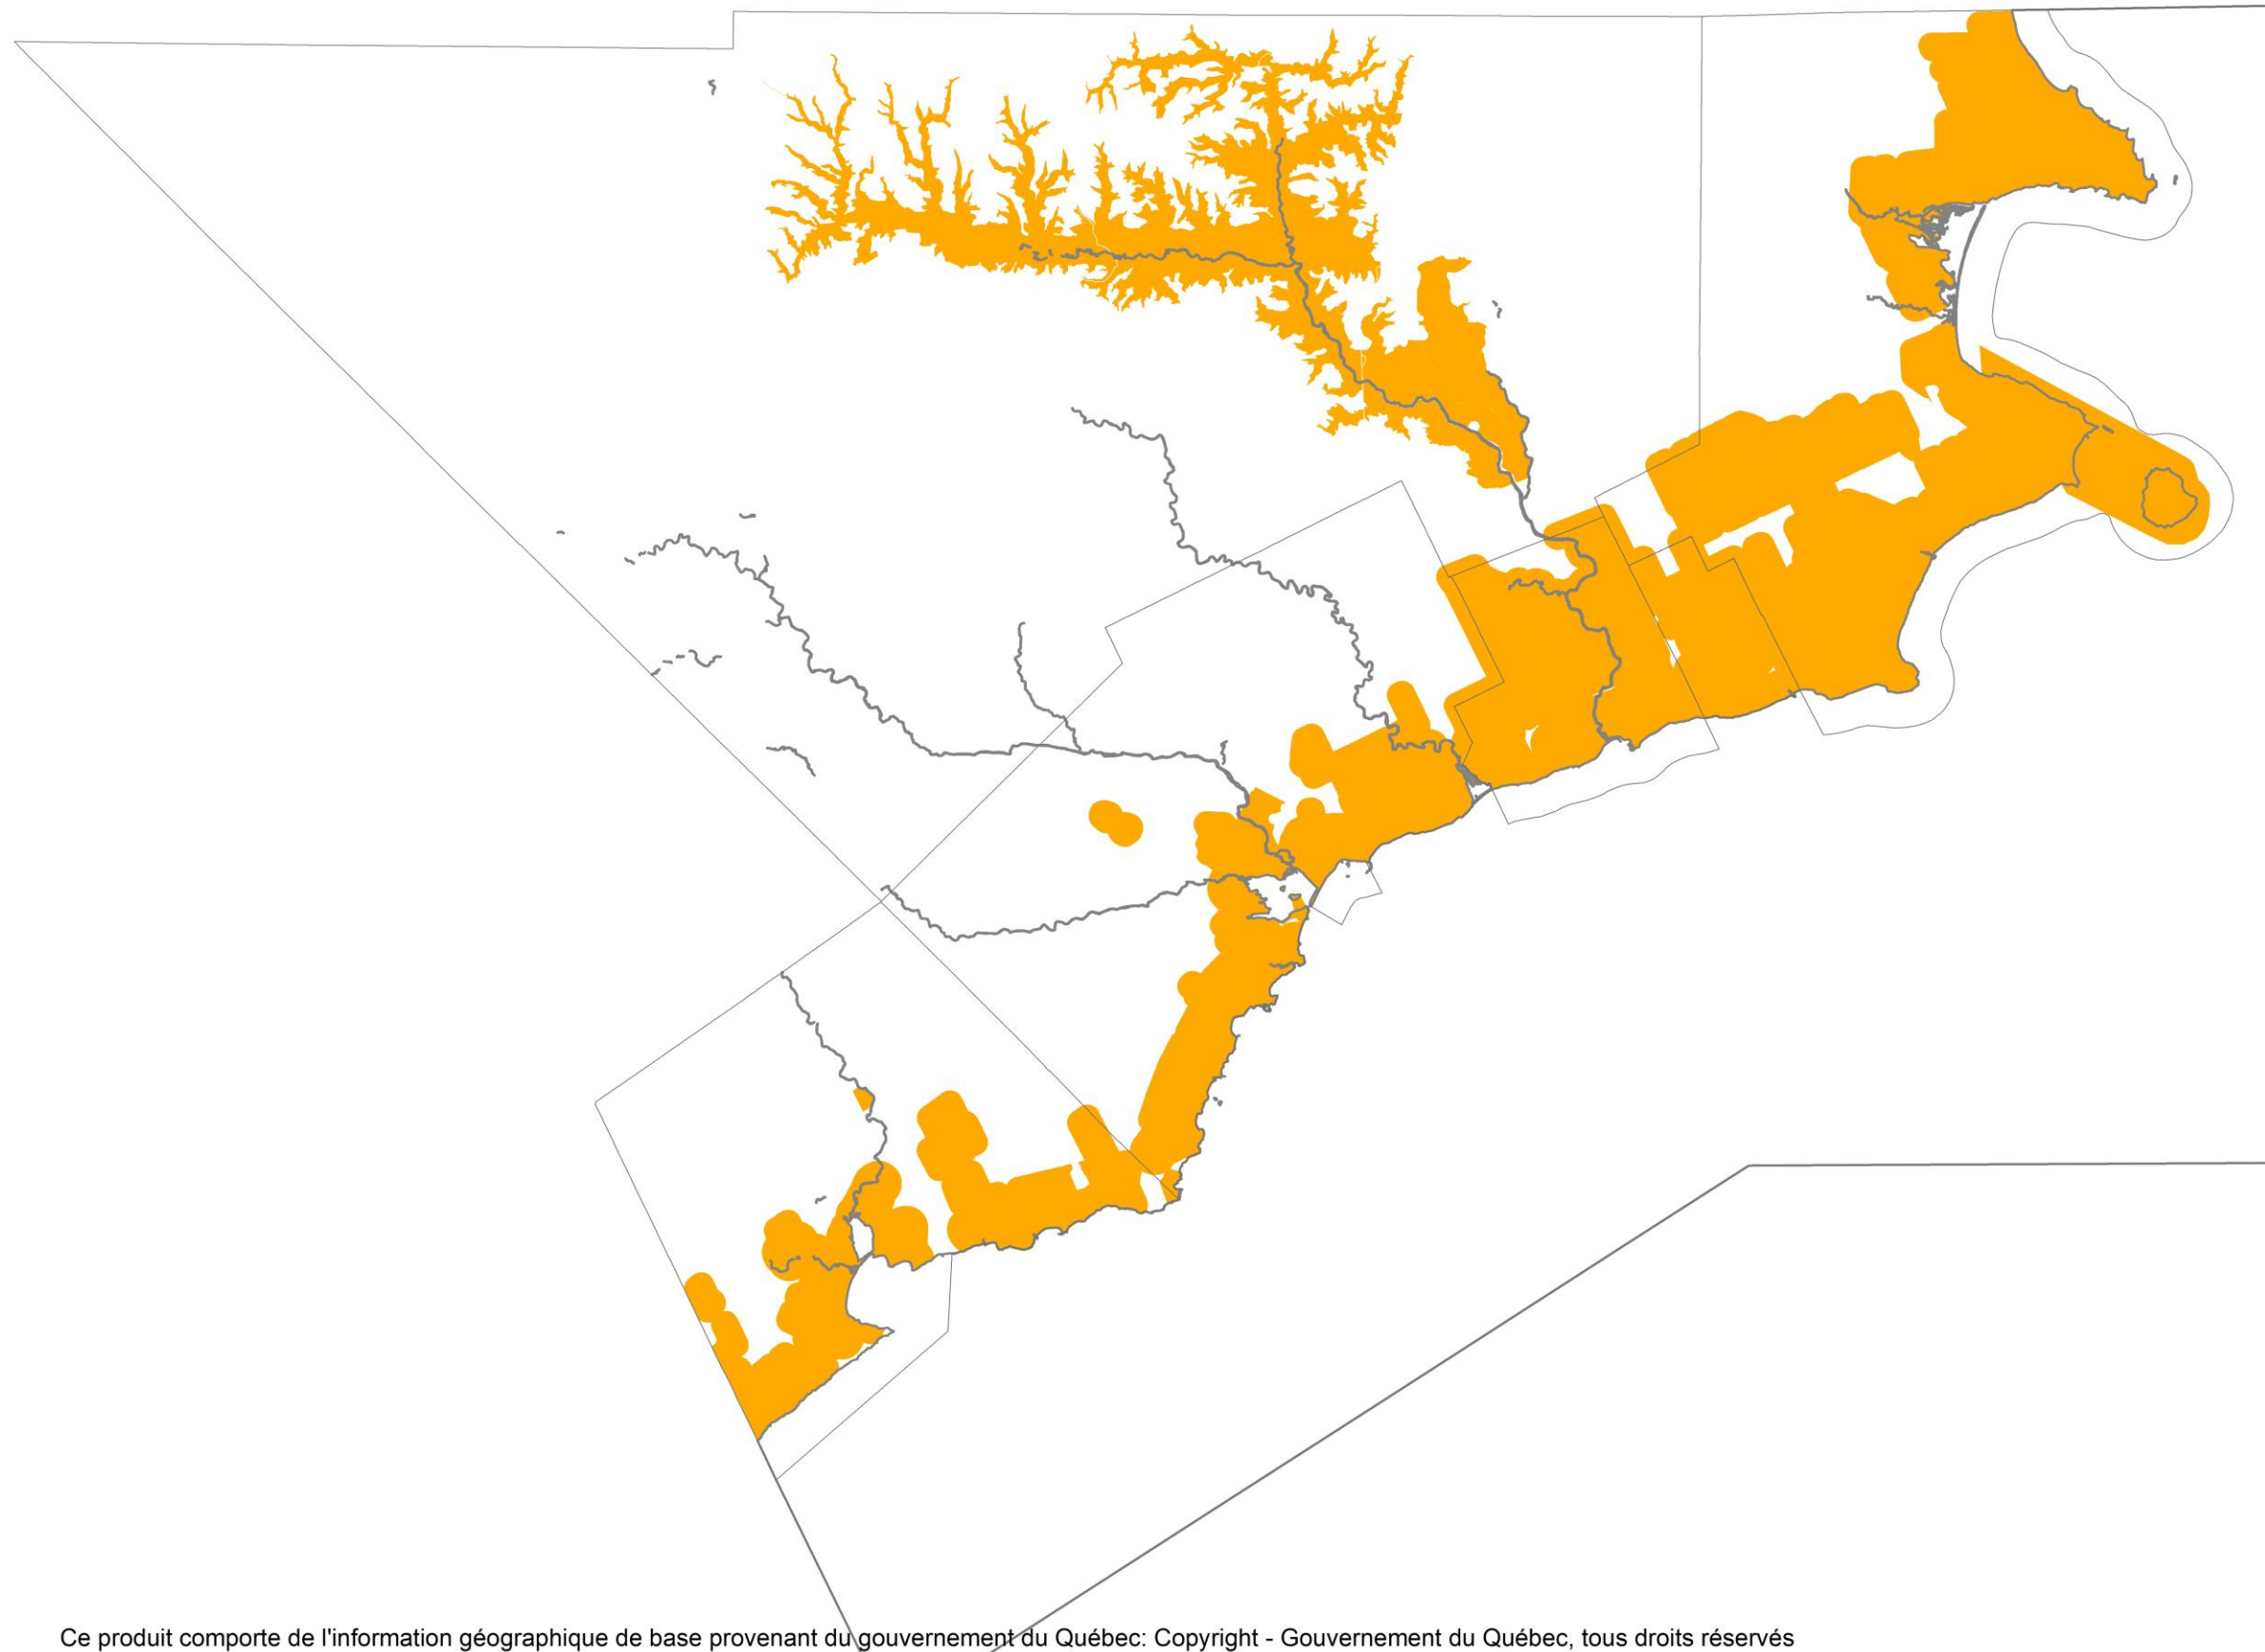 Ce produit comporte de l'information géographique de base provenant du gouvernement du Québec: Copyright - Gouvernement du Québec, tous droits réservés